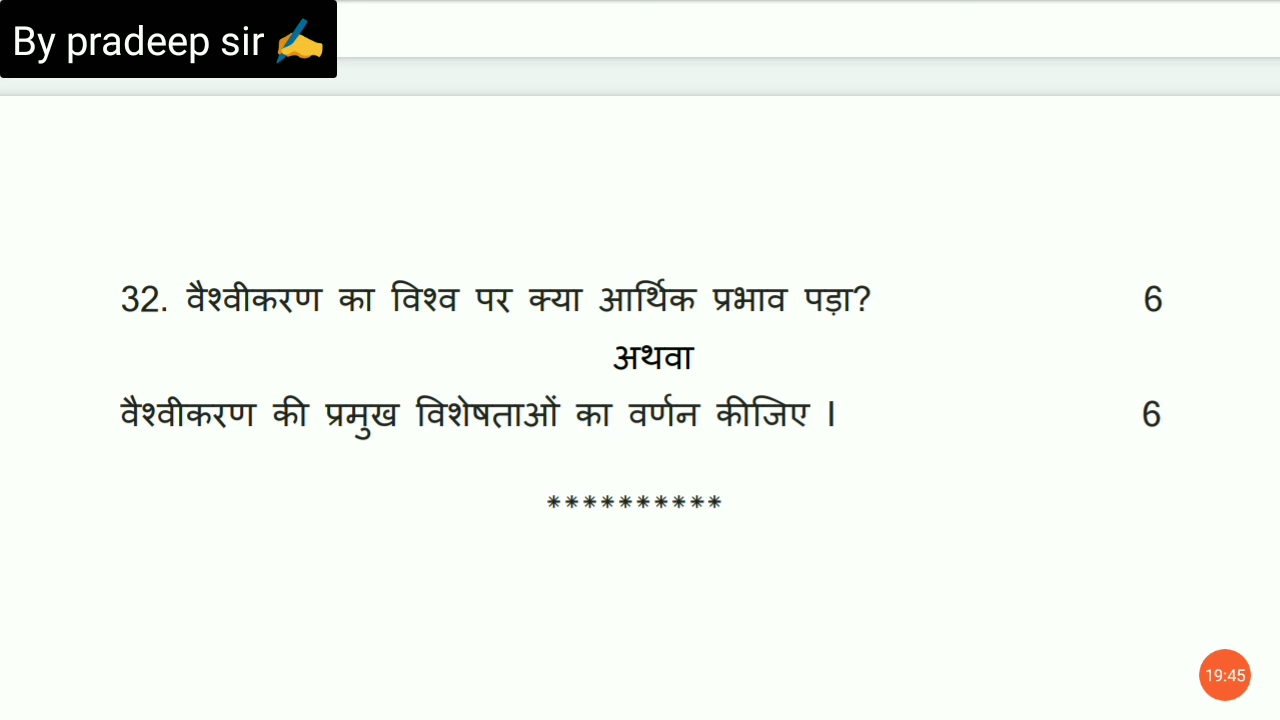 By pradeep sir ✍️
32. वैश्वीकरण का विश्व पर क्या आर्थिक प्रभाव पड़ा? 6
अथवा
वैश्वीकरण की प्रमुख विशेषताओं का वर्णन कीजिए । 6
**********
19:45